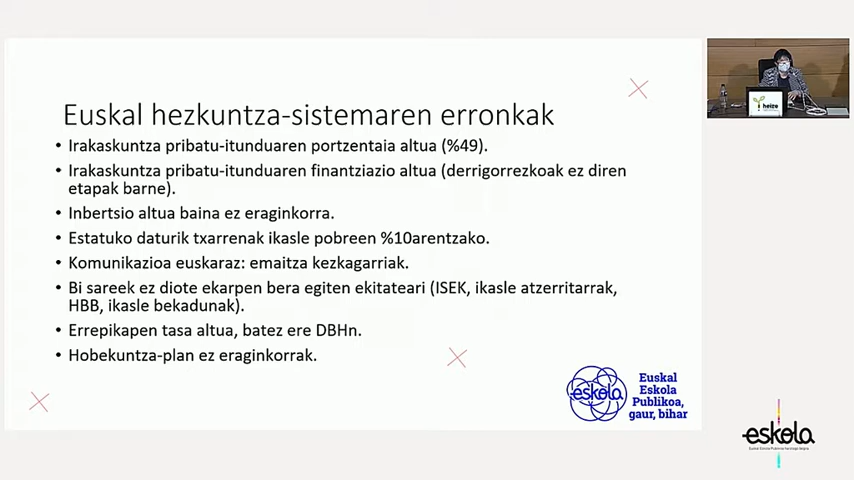 Euskal hezkuntza-sistemaren erronkak
• Irakaskuntza pribatu-itunduaren portzentaia altua (%49).
• Irakaskuntza pribatu-itunduaren finantziazio altua (derrigorrezkoak ez diren
etapak barne).
• Inbertsio altua baina ez eraginkorra.
• Estatuko daturik txarrenak ikasle pobreen %10arentzako.
• Komunikazioa euskaraz: emaitza kezkagarriak.
• Bi sareek ez diote ekarpen bera egiten ekitateari (ISEK, ikasle atzerritarrak,
HBB, ikasle bekadunak).
• Errepikapen tasa altua, batez ere DBHn.
• Hobekuntza-plan ez eraginkorrak.
eskola
Euskal
Eskola
Publikoa,
gaur, bihar
heize
eskola